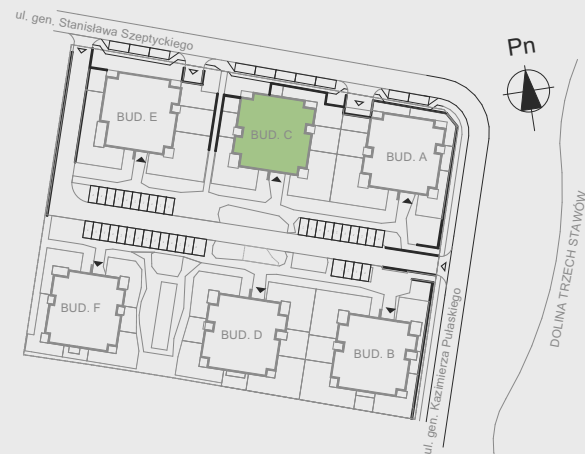 ul. gen. Stanisława Szeptyckiego
Pn
BUD. E
BUD. C
BUD. A
DOLINA TRZECH STAWÓW
BUD. F
BUD. D
BUD. B
ul. gen. Kazimierza Pułaskiego